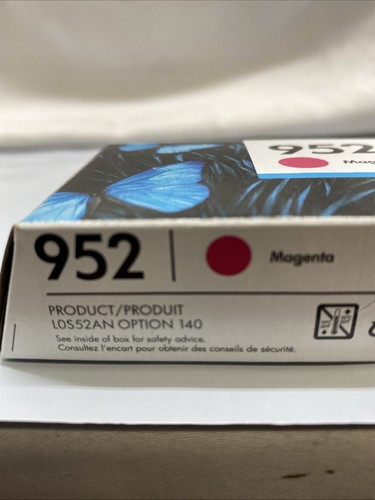 952
952 Magenta
PRODUCT/PRODUIT
L0S52AN OPTION 140
See inside of box for safety advice.
Consultez l'encart pour obtenir des conseils de sécurité.